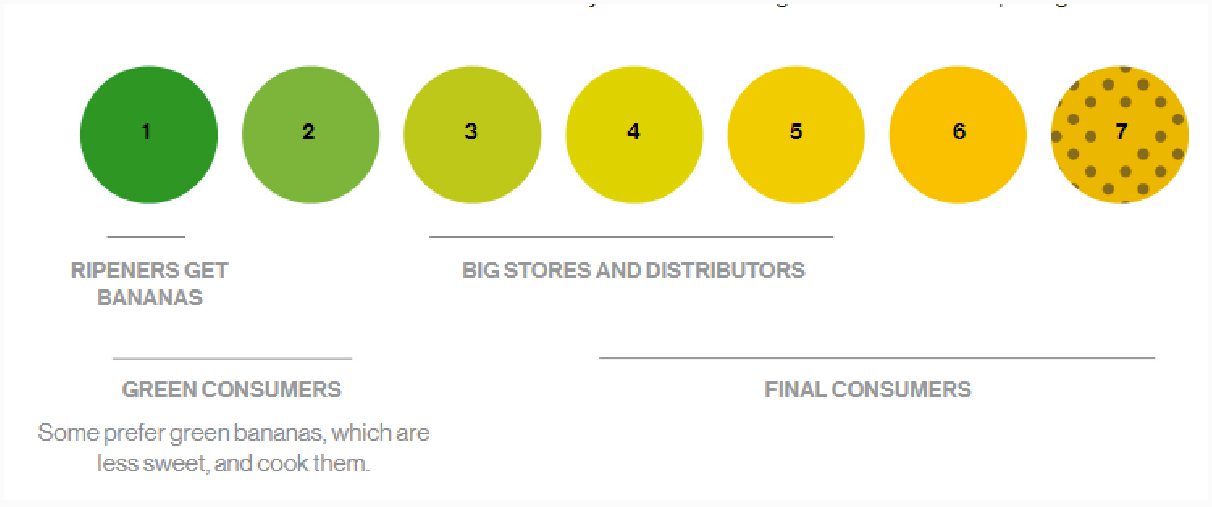 1 2 3 4 5 6 7
RIPENERS GET
BANANAS
BIG STORES AND DISTRIBUTORS
GREEN CONSUMERS
Some prefer green bananas, which are
less sweet, and cook them.
FINAL CONSUMERS